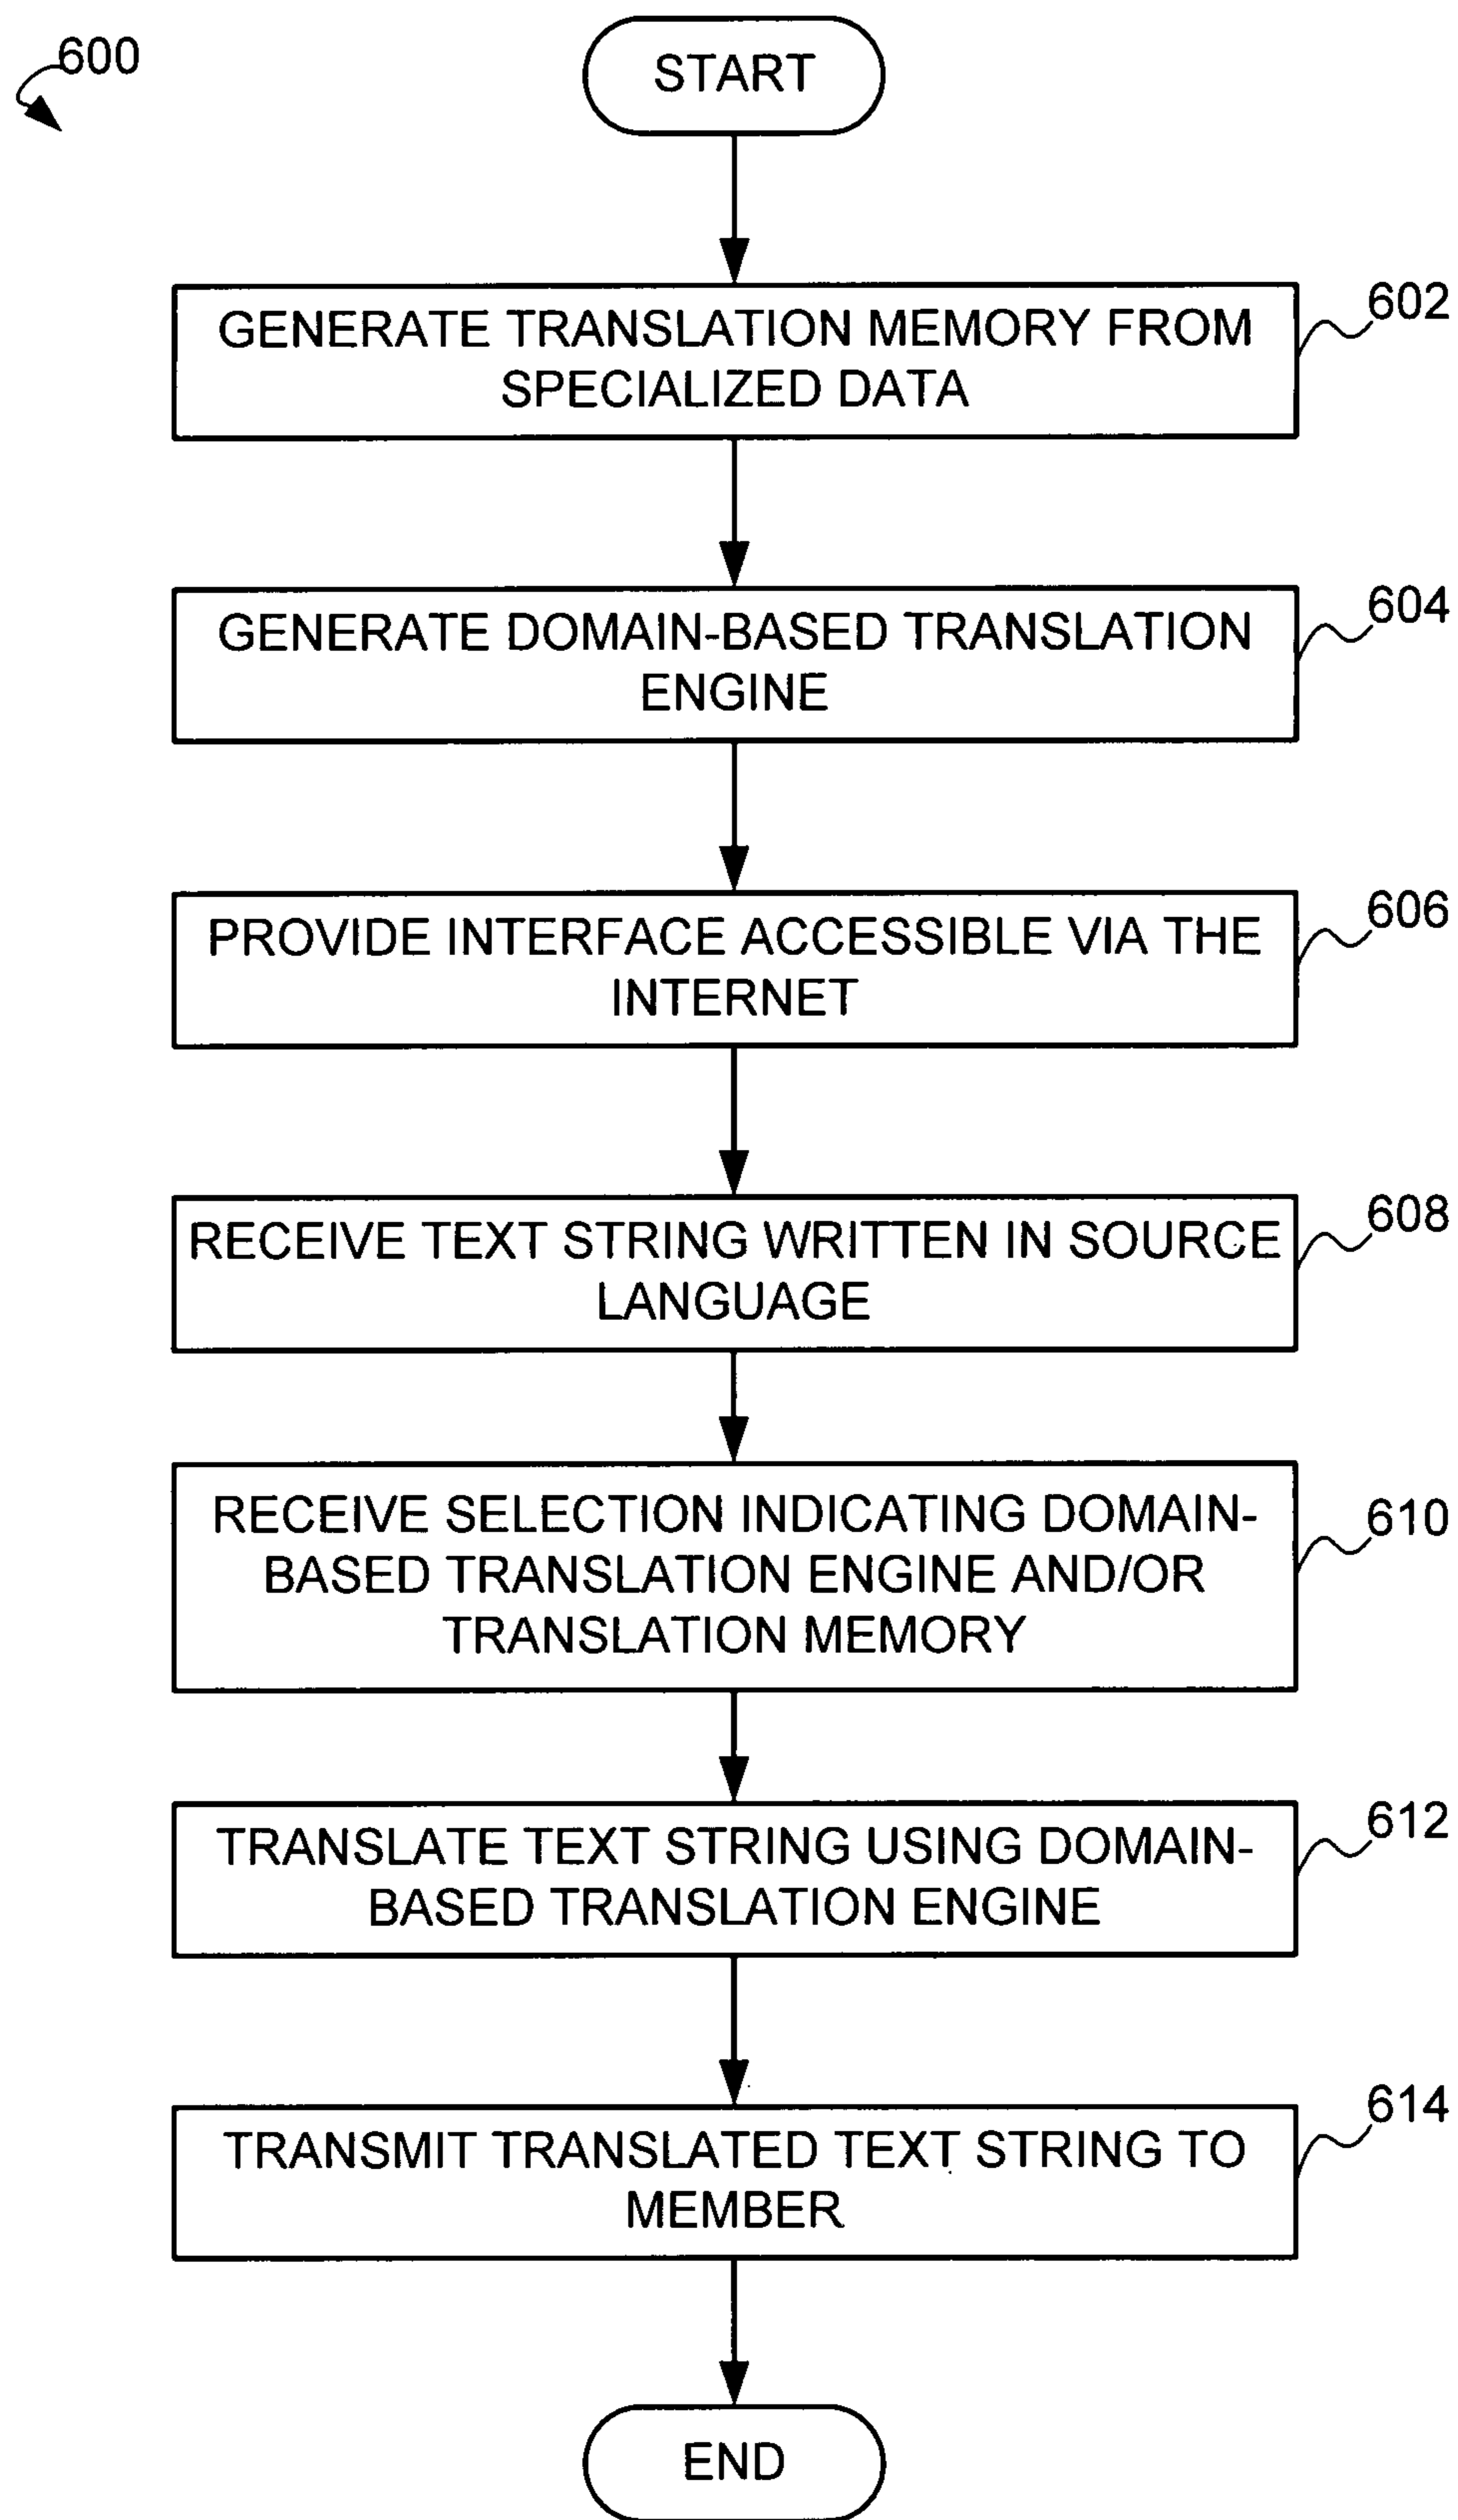 600
START
GENERATE TRANSLATION MEMORY FROM
SPECIALIZED DATA
602
GENERATE DOMAIN-BASED TRANSLATION
ENGINE
604
PROVIDE INTERFACE ACCESSIBLE VIA THE
INTERNET
606
RECEIVE TEXT STRING WRITTEN IN SOURCE
LANGUAGE
608
RECEIVE SELECTION INDICATING DOMAIN-
BASED TRANSLATION ENGINE AND/OR
TRANSLATION MEMORY
610
TRANSLATE TEXT STRING USING DOMAIN-
BASED TRANSLATION ENGINE
612
TRANSMIT TRANSLATED TEXT STRING TO
MEMBER
614
END